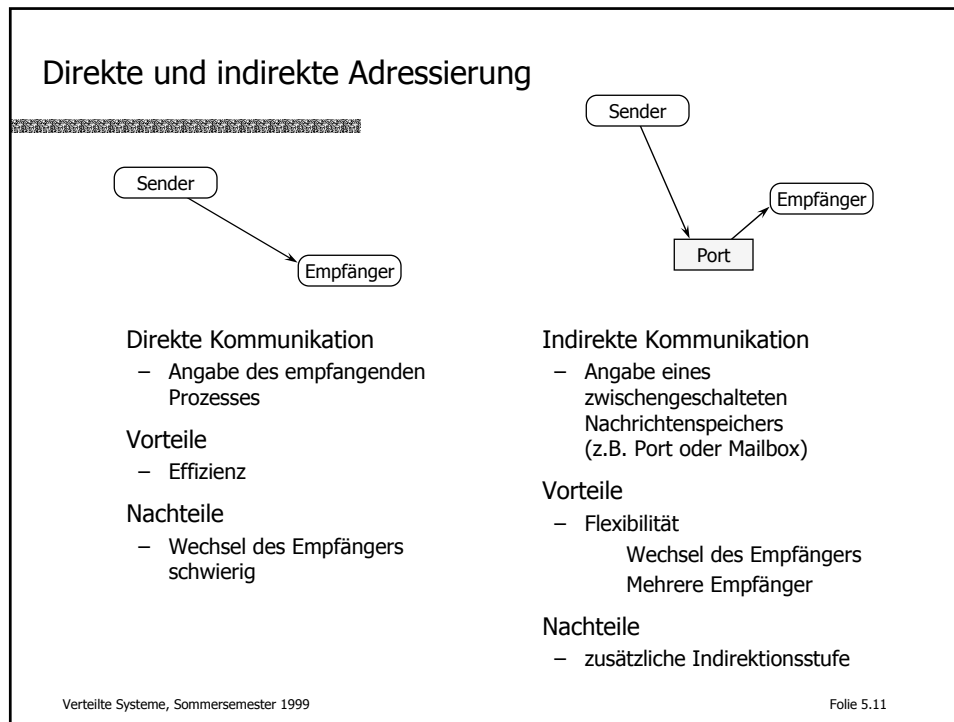 Direkte und indirekte Adressierung
Sender
Empfänger
Sender
Empfänger
Port
Direkte Kommunikation
– Angabe des empfangenden
Prozesses
Vorteile
– Effizienz
Nachteile
– Wechsel des Empfängers
schwierig
Indirekte Kommunikation
– Angabe eines
zwischengeschalteten
Nachrichtenspeichers
(z.B. Port oder Mailbox)
Vorteile
– Flexibilität
Wechsel des Empfängers
Mehrere Empfänger
Nachteile
– zusätzliche Indirektionsstufe
Verteilte Systeme, Sommersemester 1999
Folie 5.11